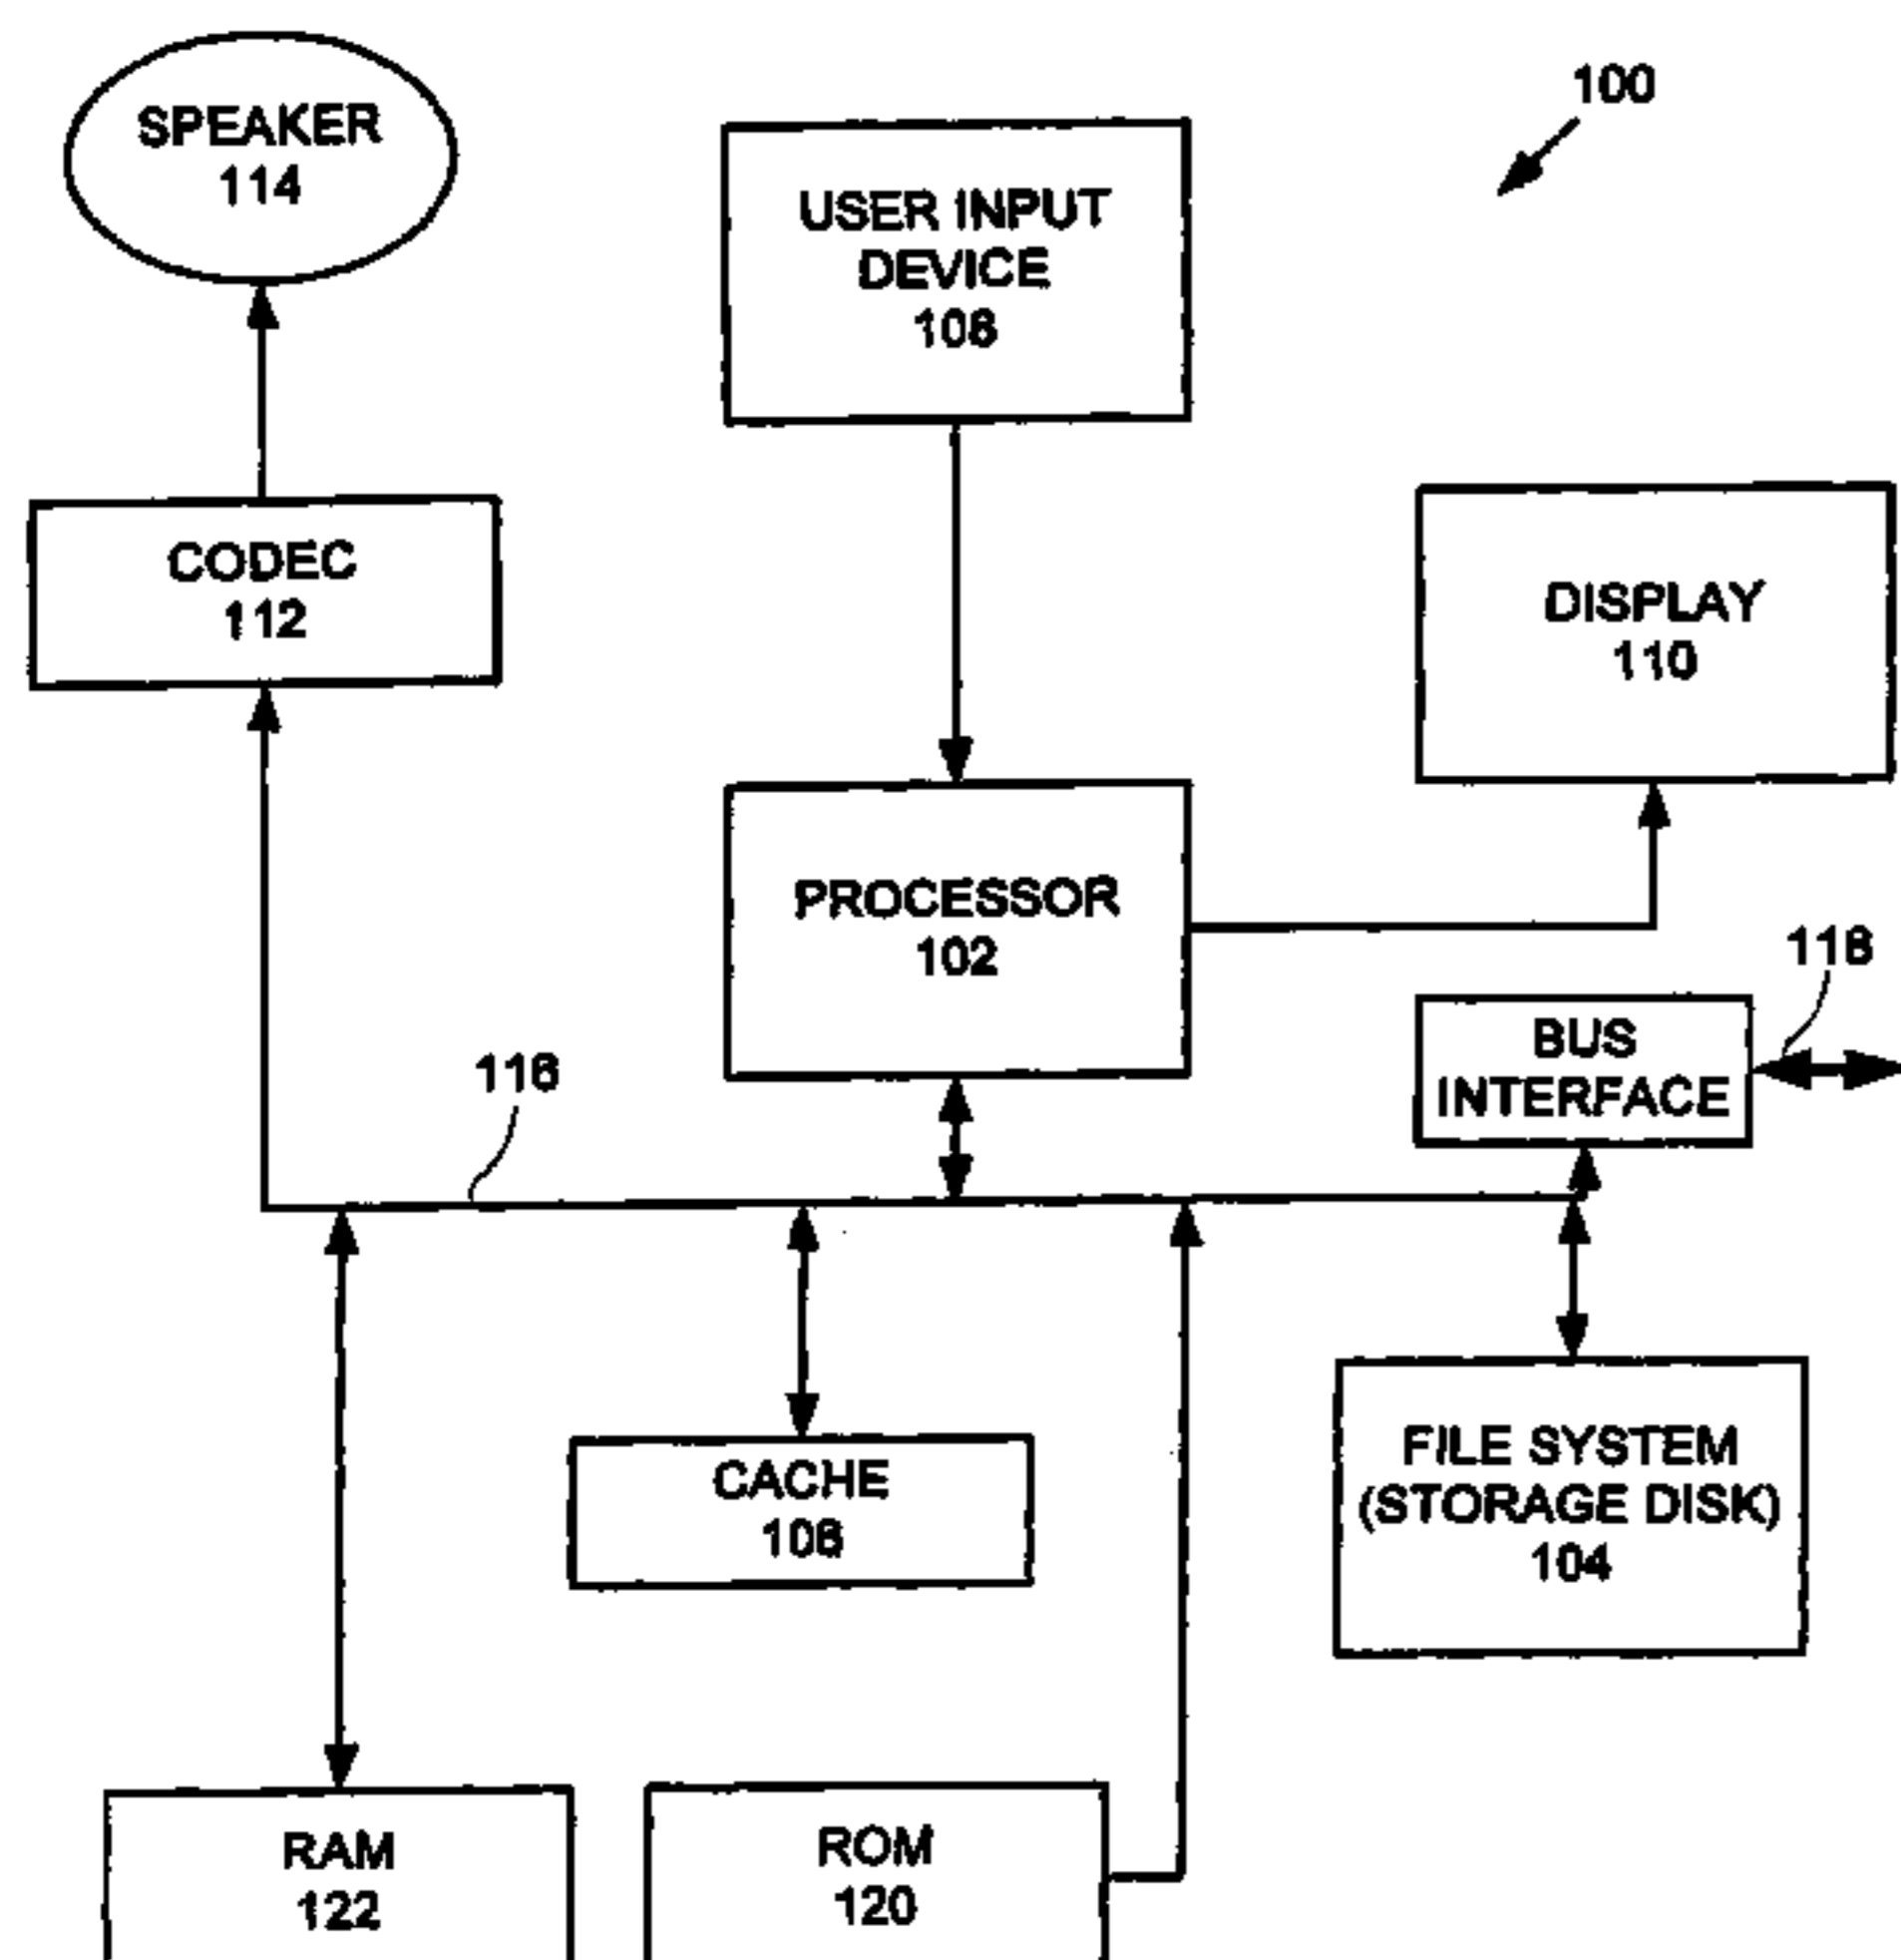 SPEAKER
114
100
USER INPUT
DEVICE
108
CODEC
112
DISPLAY
110
PROCESSOR
102
118
BUS
INTERFACE
116
CACHE
106
FILE SYSTEM
(STORAGE DISK)
104
RAM
122
ROM
120